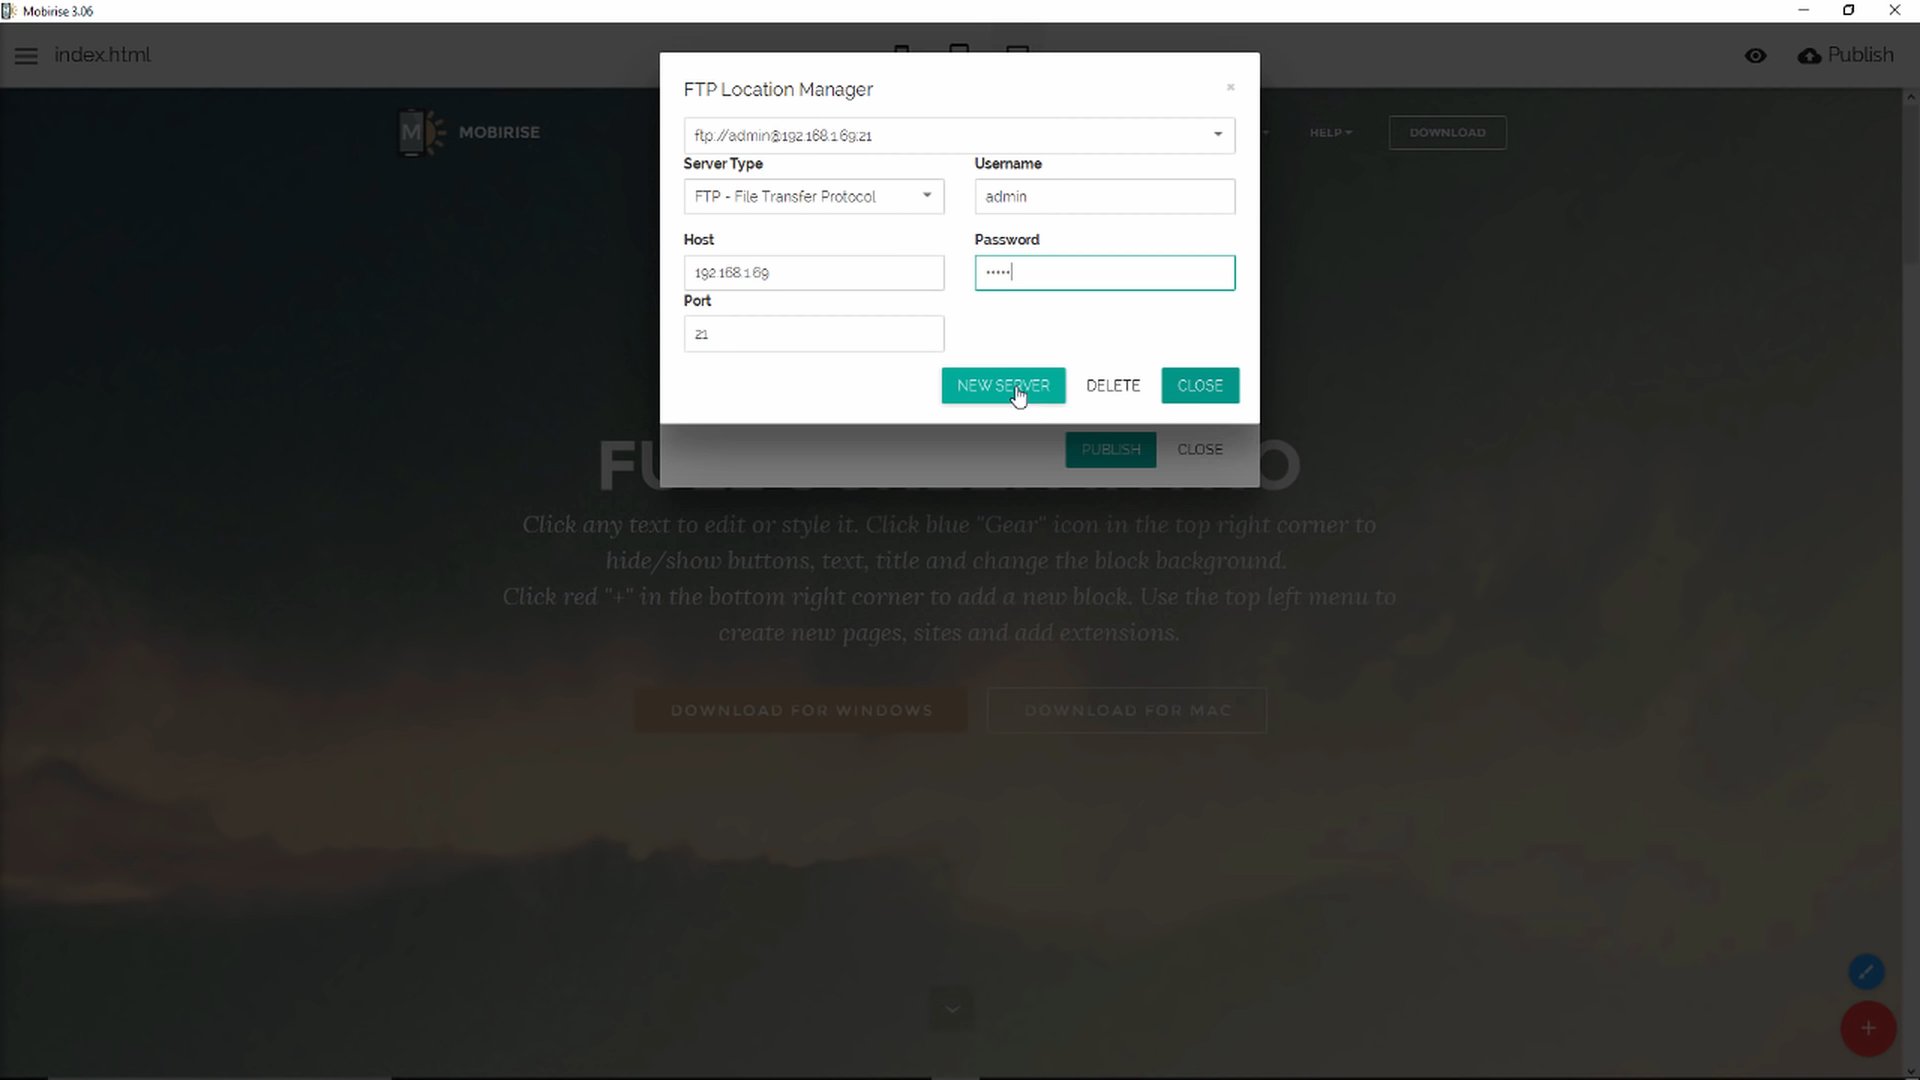 Mobirise 3.06
index.html
Publish
FTP Location Manager
×
ftp://admin@192.168.1.69:21
Server Type
Username
FTP - File Transfer Protocol
admin
Host
Password
192.168.1.69
•••••
Port
21
NEW SERVER
DELETE
CLOSE
PUBLISH
CLOSE
M
MOBIRISE
HELP
DOWNLOAD
Click any text to edit or style it. Click blue "Gear" icon in the top right corner to
hide/show buttons, text, title and change the block background.
Click red "+" in the bottom right corner to add a new block. Use the top left menu to
create new pages, sites and add extensions.
DOWNLOAD FOR WINDOWS
DOWNLOAD FOR MAC